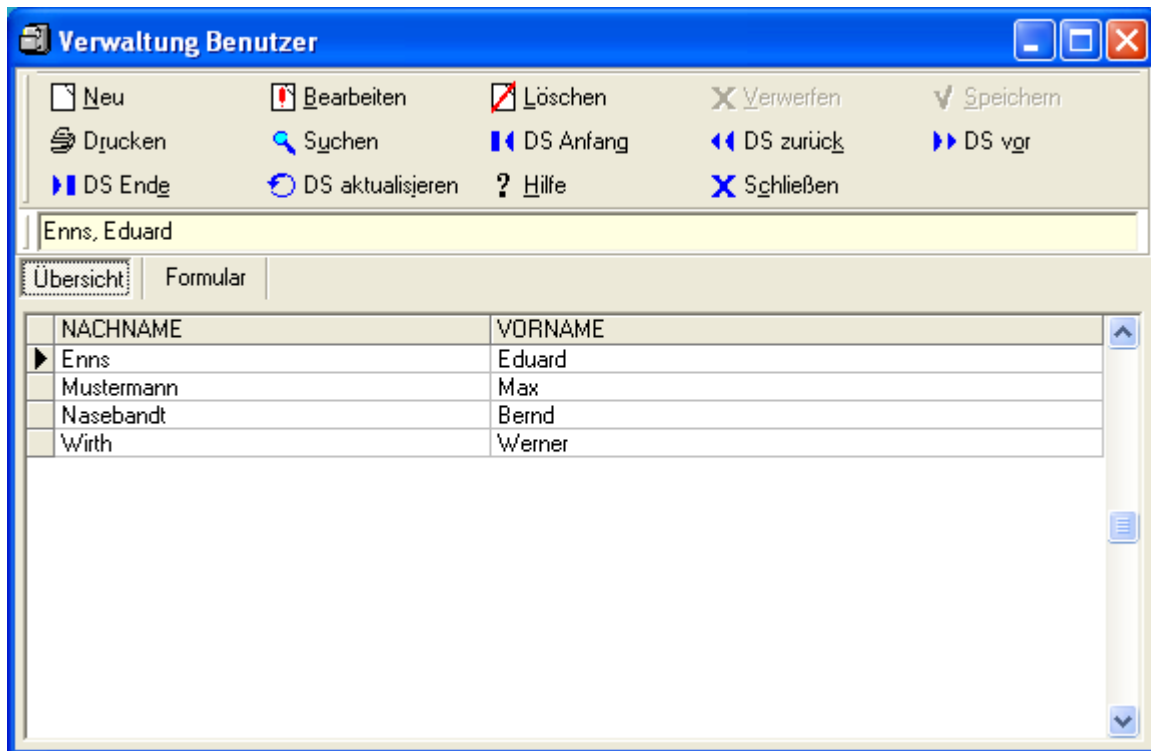 Verwaltung Benutzer
Neu Bearbeiten Löschen Verwerfen Speichern
Drucken Suchen DS Anfang DS zurück DS vor
DS Ende DS aktualisieren ? Hilfe Schließen
Enns, Eduard
Übersicht Formular
NACHNAME VORNAME
Enns Eduard
Mustermann Max
Nasebandt Bernd
Wirth Werner